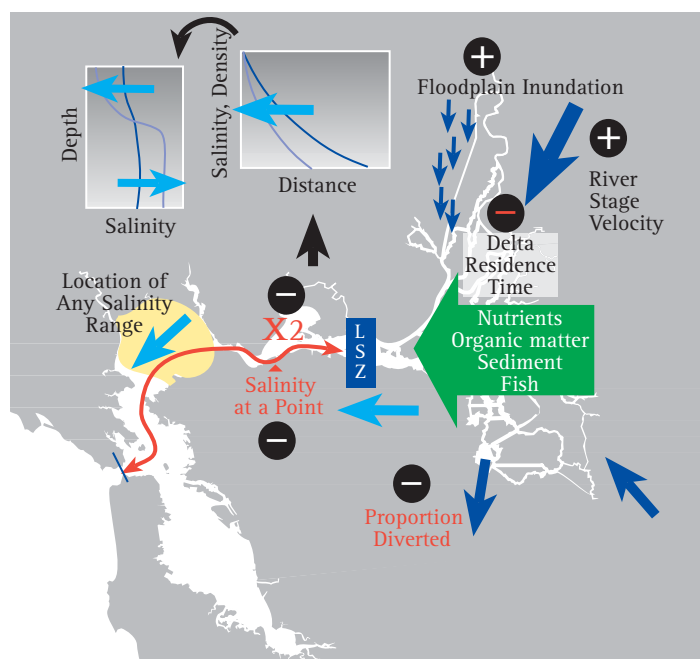 Depth
Salinity
Salinity, Density
Distance
+
Floodplain Inundation
+
River
Stage
Velocity
−
Delta
Residence
Time
Location of
Any Salinity
Range
−
X2
L
S
Z
Nutrients
Organic matter
Sediment
Fish
Salinity
at a Point
−
−
Proportion
Diverted